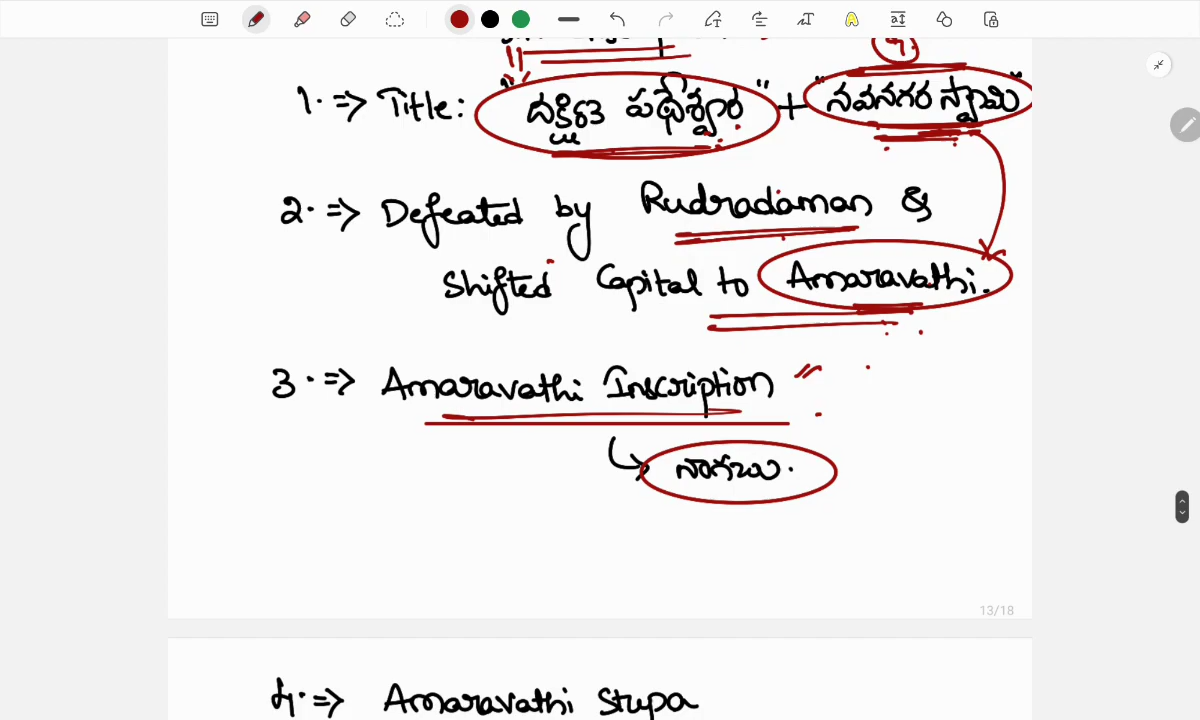 1. => Title: "దక్షిణ పథేశ్వర" + "నవనగర స్వామి"
2. => Defeated by Rudradaman &
Shifted Capital to Amaravathi.
3. => Amaravathi Inscription "
నాగబు.
13/18
4. => Amaravathi Stupa